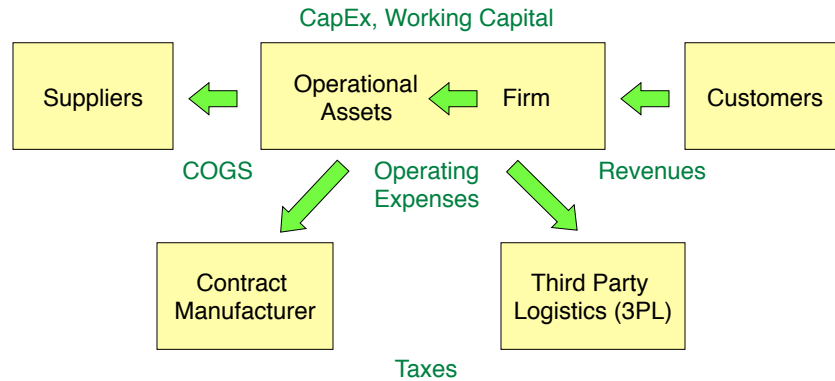 CapEx, Working Capital
Suppliers
Operational
Assets
Firm
Customers
COGS
Operating
Expenses
Revenues
Contract
Manufacturer
Third Party
Logistics (3PL)
Taxes